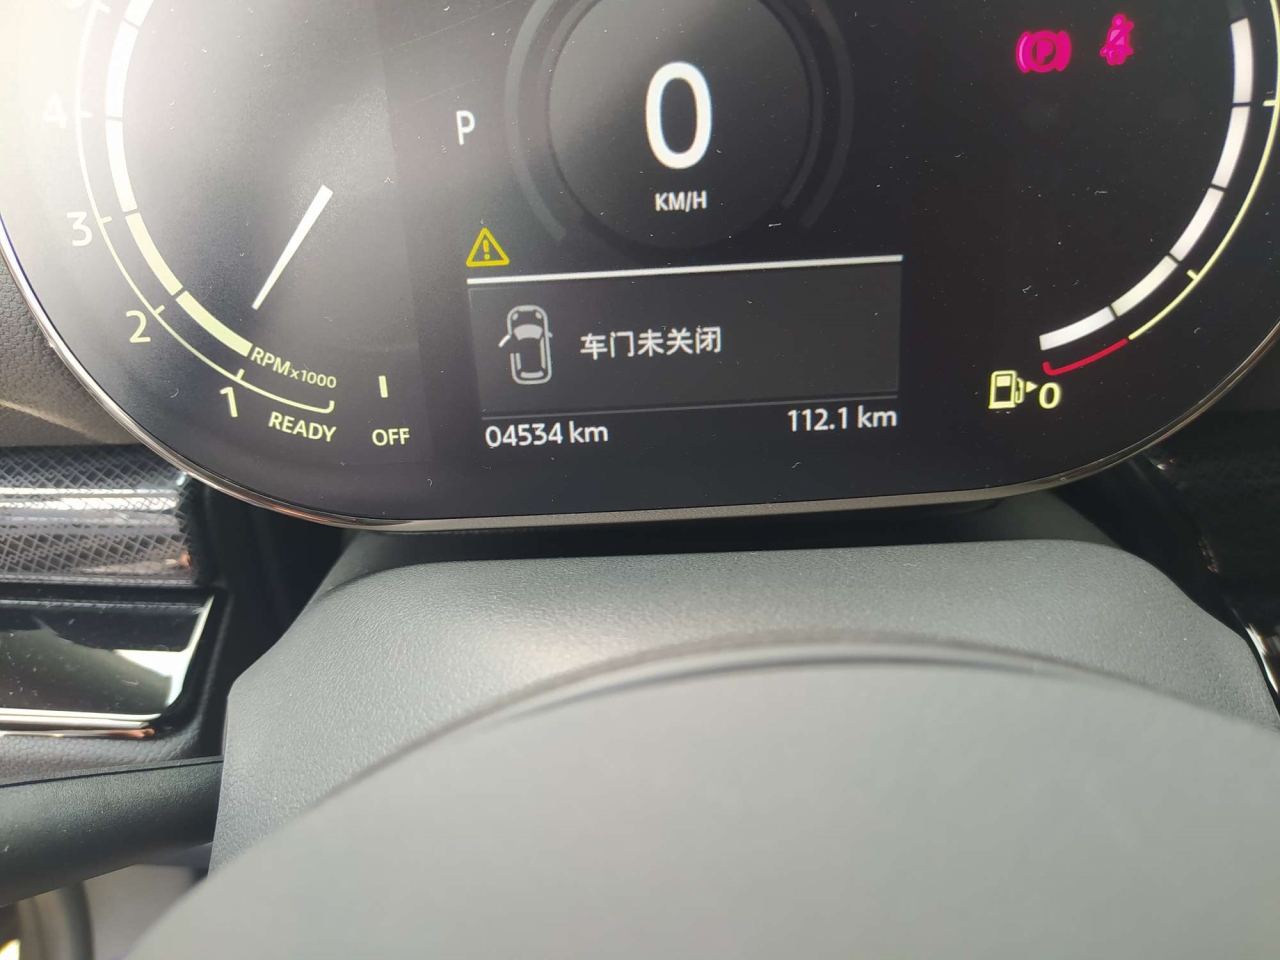 4
3
2
1
RPM x1000
READY
OFF
P
0
KM/H
车门未关闭
04534 km
112.1 km
P
0